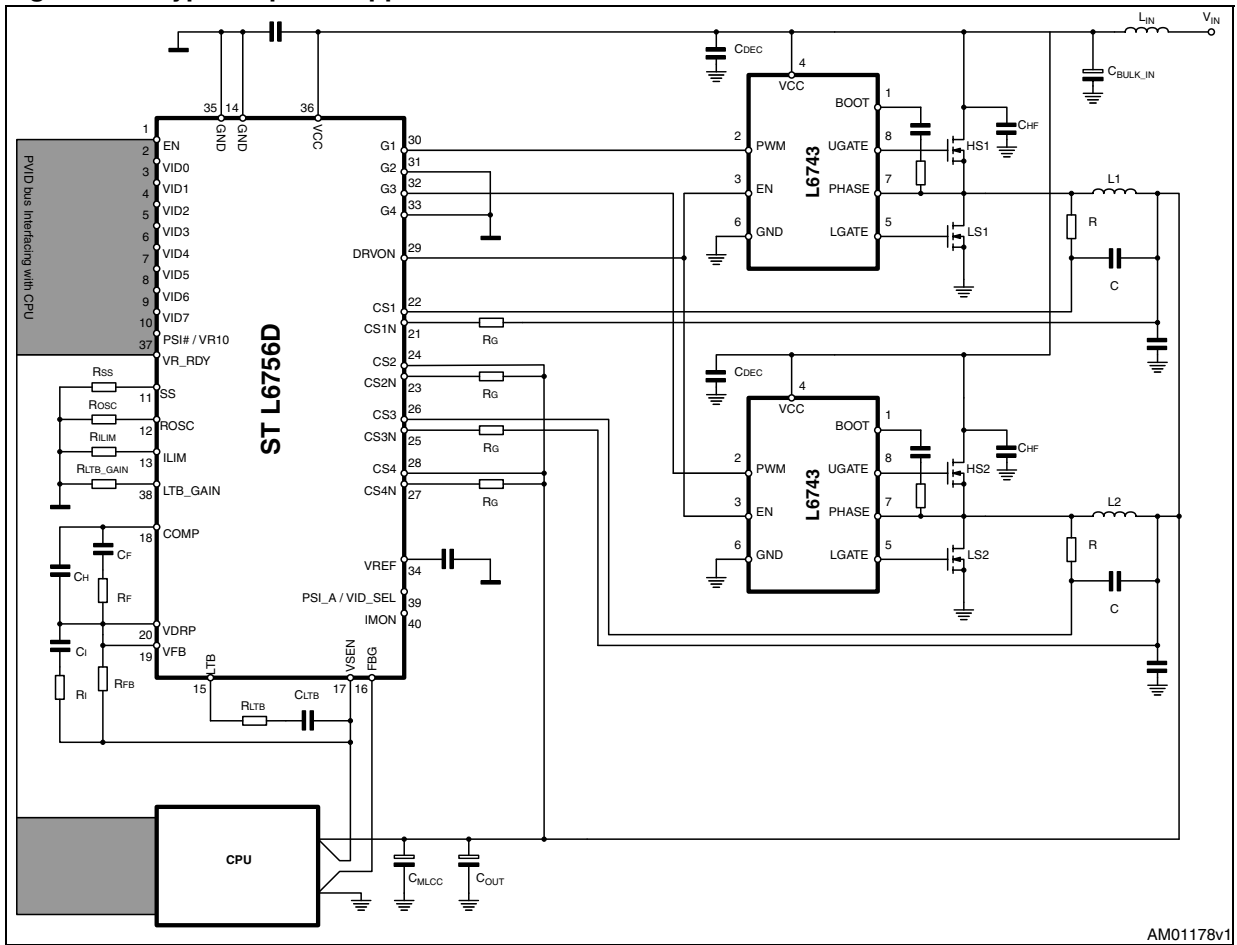 LIN
VIN
CDEC
CBULK_IN
35
14
36
GND
GND
VCC
4
VCC
1
BOOT
CHF
2
PWM
8
UGATE
HS1
L6743
3
EN
7
PHASE
L1
6
GND
5
LGATE
LS1
R
C
PVID bus Interfacing with CPU
1
EN
2
VID0
3
VID1
4
VID2
5
VID3
6
VID4
7
VID5
8
VID6
9
VID7
10
PSI# / VR10
37
VR_RDY
RSS
11
SS
ROSC
12
ROSC
RILIM
13
ILIM
RLTB_GAIN
38
LTB_GAIN
18
COMP
CF
CH
RF
20
VDRP
CI
19
VFB
RI
RFB
ST L6756D
G1
30
G2
31
G3
32
G4
33
DRVON
29
CS1
22
CS1N
21
RG
CS2
24
CS2N
23
RG
CS3
26
CS3N
25
RG
CS4
28
CS4N
27
RG
VREF
34
PSI_A / VID_SEL
39
IMON
40
LTB
15
VSEN
17
FBG
16
RLTB
CLTB
CDEC
4
VCC
1
BOOT
CHF
2
PWM
8
UGATE
HS2
L6743
3
EN
7
PHASE
L2
6
GND
5
LGATE
LS2
R
C
CPU
CMLCC
COUT
AM01178v1